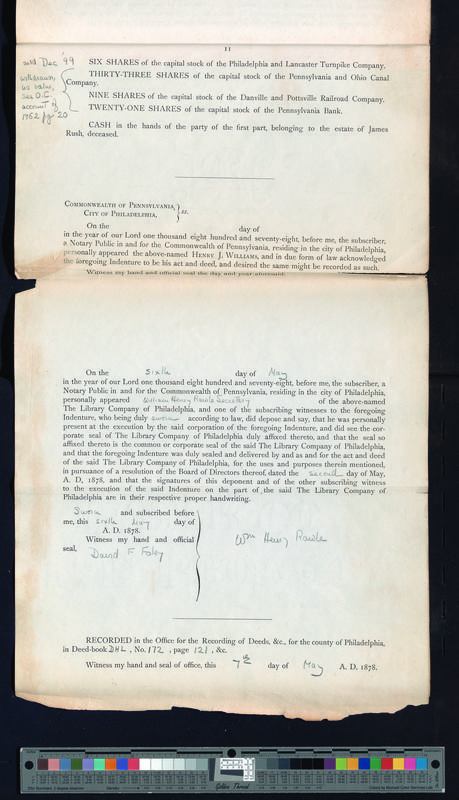 11
sold Dec '99
SIX SHARES of the capital stock of the Philadelphia and Lancaster Turnpike Company.
withdrawn,
no value,
see O.C.
account of
1962 pg 20
THIRTY-THREE SHARES of the capital stock of the Pennsylvania and Ohio Canal
Company.
NINE SHARES of the capital stock of the Danville and Pottsville Railroad Company.
TWENTY-ONE SHARES of the capital stock of the Pennsylvania Bank.
CASH in the hands of the party of the first part, belonging to the estate of James
Rush, deceased.
COMMONWEALTH OF PENNSYLVANIA,
CITY OF PHILADELPHIA, } ss.
On the day of
in the year of our Lord one thousand eight hundred and seventy-eight, before me, the subscriber,
a Notary Public in and for the Commonwealth of Pennsylvania, residing in the city of Philadelphia,
personally appeared the above-named HENRY J. WILLIAMS, and in due form of law acknowledged
the foregoing Indenture to be his act and deed, and desired the same might be recorded as such.
Witness my hand and official seal the day and year aforesaid.
On the sixth day of May
in the year of our Lord one thousand eight hundred and seventy-eight, before me, the subscriber, a
Notary Public in and for the Commonwealth of Pennsylvania, residing in the city of Philadelphia,
personally appeared William Henry Rawle Secretary of the above-named
The Library Company of Philadelphia, and one of the subscribing witnesses to the foregoing
Indenture, who being duly sworn according to law, did depose and say, that he was personally
present at the execution by the said corporation of the foregoing Indenture, and did see the cor-
porate seal of The Library Company of Philadelphia duly affixed thereto, and that the seal so
affixed thereto is the common or corporate seal of the said The Library Company of Philadelphia,
and that the foregoing Indenture was duly sealed and delivered by and as and for the act and deed
of the said The Library Company of Philadelphia, for the uses and purposes therein mentioned,
in pursuance of a resolution of the Board of Directors thereof, dated the second day of May,
A. D. 1878, and that the signatures of this deponent and of the other subscribing witness
to the execution of the said Indenture on the part of the said The Library Company of
Philadelphia are in their respective proper handwriting.
Sworn and subscribed before
me, this sixth May day of
A. D. 1878.
Witness my hand and official
seal,
David F Foley
Wm Henry Rawle
RECORDED in the Office for the Recording of Deeds, &c., for the county of Philadelphia,
in Deed-book DHL, No. 172, page 121, &c.
Witness my hand and seal of office, this 7th day of May A. D. 1878.
Golden Thread